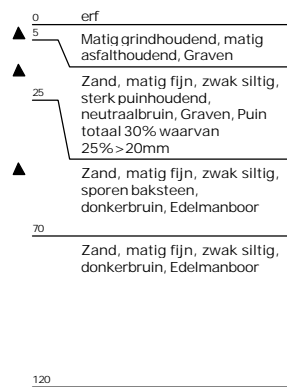 0 erf
5 Matig grindhoudend, matig
asfalthoudend, Graven
Zand, matig fijn, zwak siltig,
25 sterk puinhoudend,
neutraalbruin, Graven, Puin
totaal 30% waarvan
25%>20mm
Zand, matig fijn, zwak siltig,
sporen baksteen,
donkerbruin, Edelmanboor
70
Zand, matig fijn, zwak siltig,
donkerbruin, Edelmanboor
120